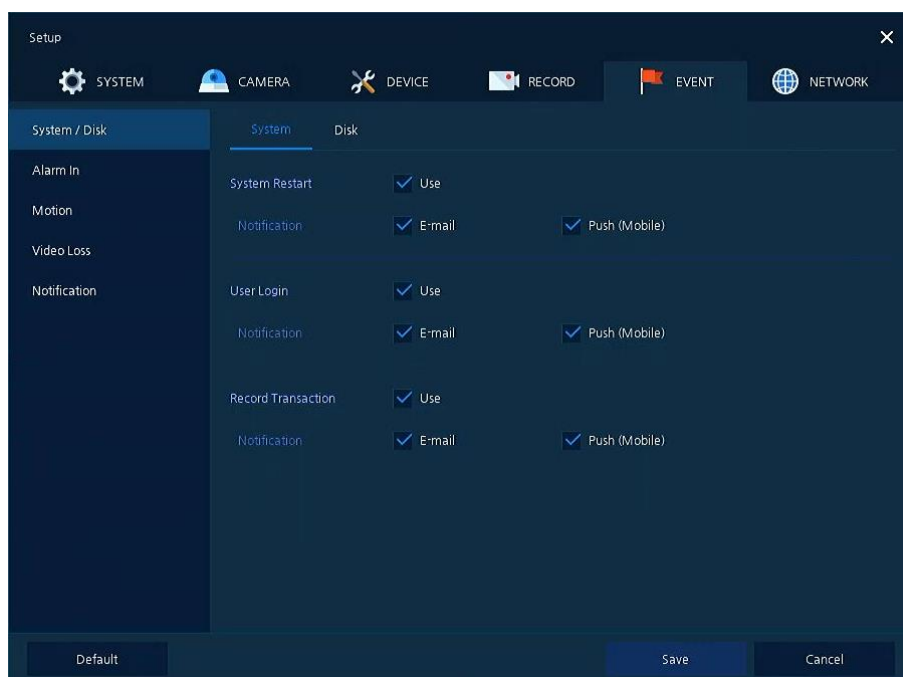 Setup
SYSTEM CAMERA DEVICE RECORD EVENT NETWORK
System / Disk
Alarm In
Motion
Video Loss
Notification
System Disk
System Restart Use
Notification E-mail Push (Mobile)
User Login Use
Notification E-mail Push (Mobile)
Record Transaction Use
Notification E-mail Push (Mobile)
Default Save Cancel